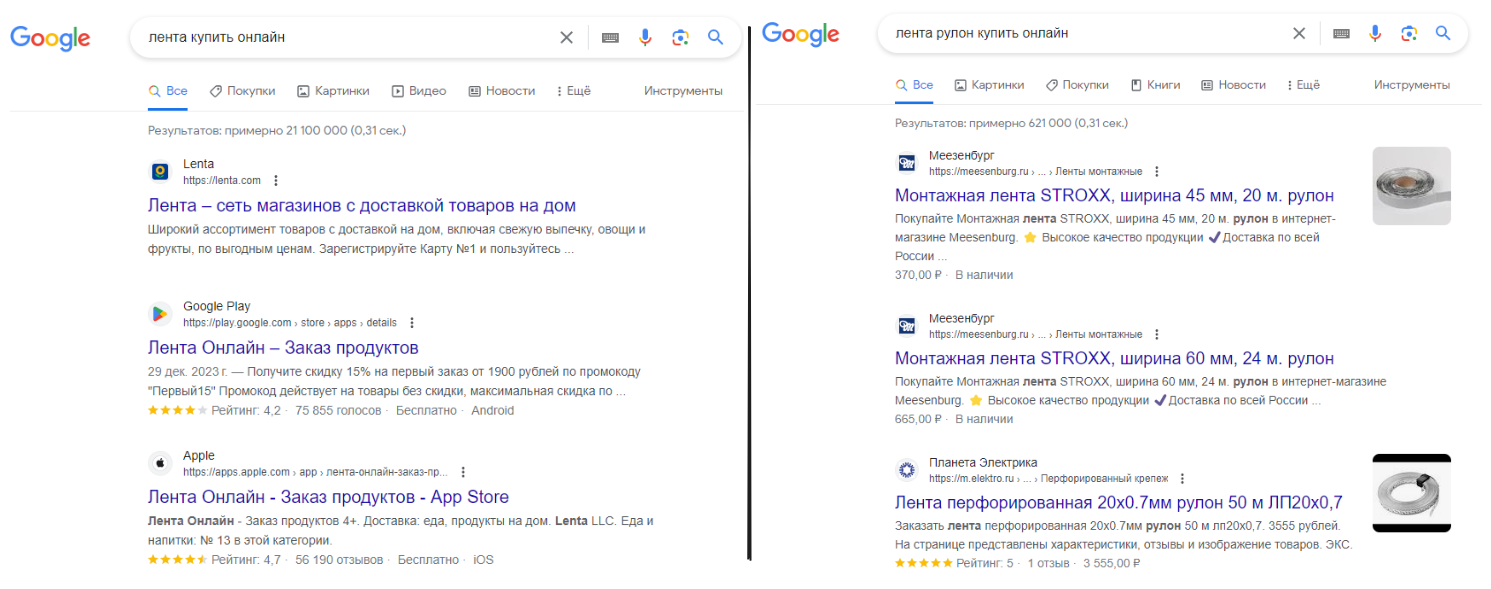 Google
лента купить онлайн
Все Покупки Картинки Видео Новости Ещё Инструменты
Результатов: примерно 21 100 000 (0,31 сек.)
Lenta
https://lenta.com
Лента – сеть магазинов с доставкой товаров на дом
Широкий ассортимент товаров с доставкой на дом, включая свежую выпечку, овощи и
фрукты, по выгодным ценам. Зарегистрируйте Карту №1 и пользуйтесь ...
Google Play
https://play.google.com › store › apps › details
Лента Онлайн – Заказ продуктов
29 дек. 2023 г. — Получите скидку 15% на первый заказ от 1900 рублей по промокоду
"Первый15" Промокод действует на товары без скидки, максимальная скидка по ...
Рейтинг: 4,2 · 75 855 голосов · Бесплатно · Android
Apple
https://apps.apple.com › app › лента-онлайн-заказ-пр...
Лента Онлайн - Заказ продуктов - App Store
Лента Онлайн - Заказ продуктов 4+. Доставка: еда, продукты на дом. Lenta LLC. Еда и
напитки: № 13 в этой категории.
Рейтинг: 4,7 · 56 190 отзывов · Бесплатно · iOS
Google
лента рулон купить онлайн
Все Картинки Покупки Книги Новости Ещё Инструменты
Результатов: примерно 621 000 (0,31 сек.)
Меезенбург
https://meesenburg.ru › ... › Ленты монтажные
Монтажная лента STROXX, ширина 45 мм, 20 м. рулон
Покупайте Монтажная лента STROXX, ширина 45 мм, 20 м. рулон в интернет-
магазине Meesenburg. ⭐ Высокое качество продукции ✔Доставка по всей
России ...
370,00 ₽ · В наличии
Меезенбург
https://meesenburg.ru › ... › Ленты монтажные
Монтажная лента STROXX, ширина 60 мм, 24 м. рулон
Покупайте Монтажная лента STROXX, ширина 60 мм, 24 м. рулон в интернет-магазине
Meesenburg. ⭐ Высокое качество продукции ✔Доставка по всей России ...
665,00 ₽ · В наличии
Планета Электрика
https://m.elektro.ru › ... › Перфорированный крепеж
Лента перфорированная 20x0.7мм рулон 50 м ЛП20x0,7
Заказать лента перфорированная 20x0.7мм рулон 50 м лп20x0,7. 3555 рублей.
На странице представлены характеристики, отзывы и изображение товаров. ЭКС.
Рейтинг: 5 · 1 отзыв · 3 555,00 ₽